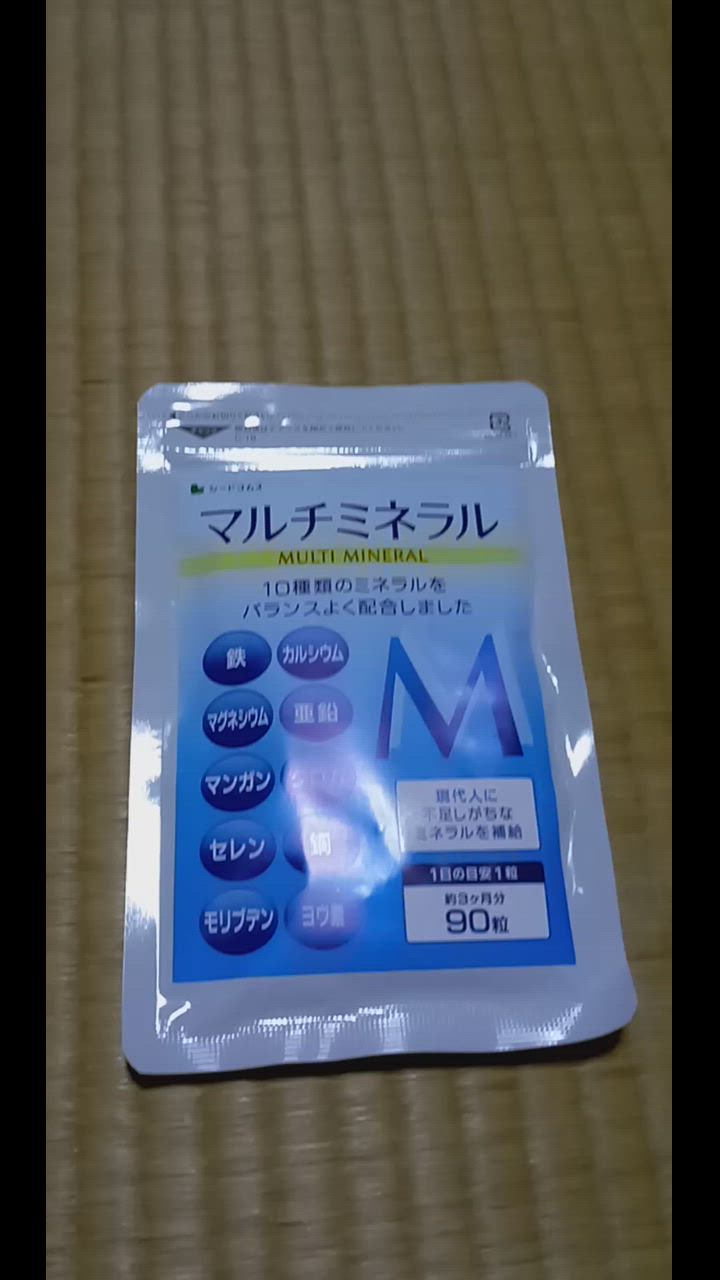 シードコムス
マルチミネラル
MULTI MINERAL
10種類のミネラルを
バランスよく配合しました
鉄 カルシウム
マグネシウム 亜鉛
マンガン クロム
セレン 銅
モリブデン ヨウ素
M
現代人に
不足しがちな
ミネラルを補給
1日の目安1粒
約3ヶ月分
90粒